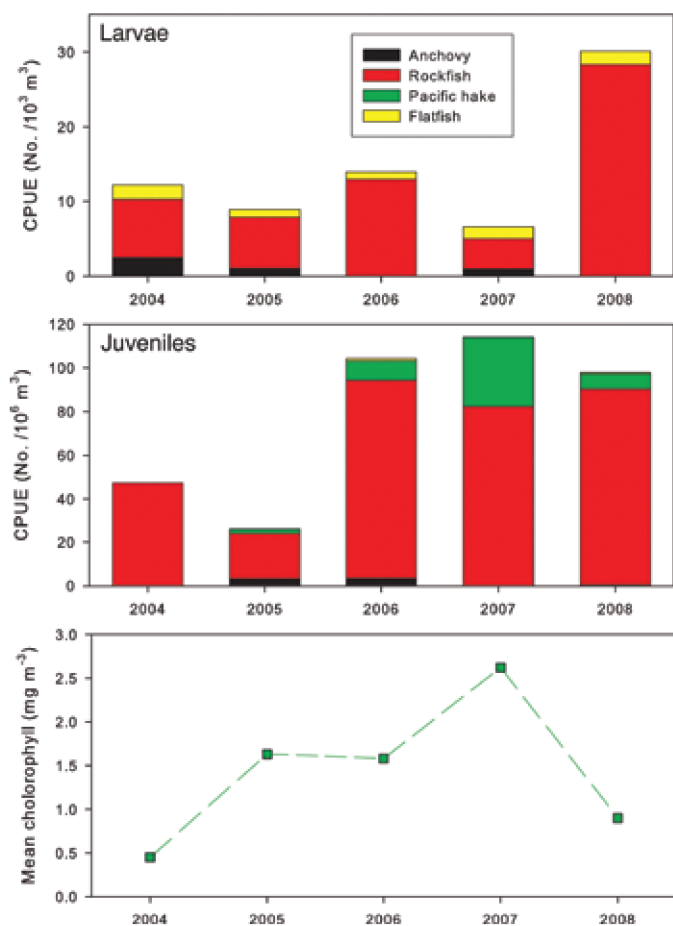 Larvae
Anchovy
Rockfish
Pacific hake
Flatfish
CPUE (No. /10³ m³)
30
20
10
0
2004 2005 2006 2007 2008
Juveniles
CPUE (No. /10⁶ m³)
120
100
80
60
40
20
0
2004 2005 2006 2007 2008
Mean cholorophyll (mg m⁻³)
3.0
2.5
2.0
1.5
1.0
0.5
0.0
2004 2005 2006 2007 2008